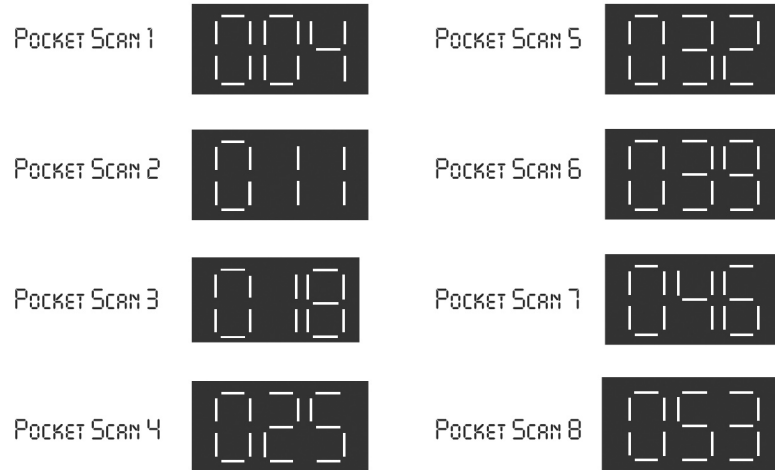 Pocket Scan 1 004
Pocket Scan 2 011
Pocket Scan 3 018
Pocket Scan 4 025
Pocket Scan 5 032
Pocket Scan 6 039
Pocket Scan 7 046
Pocket Scan 8 053